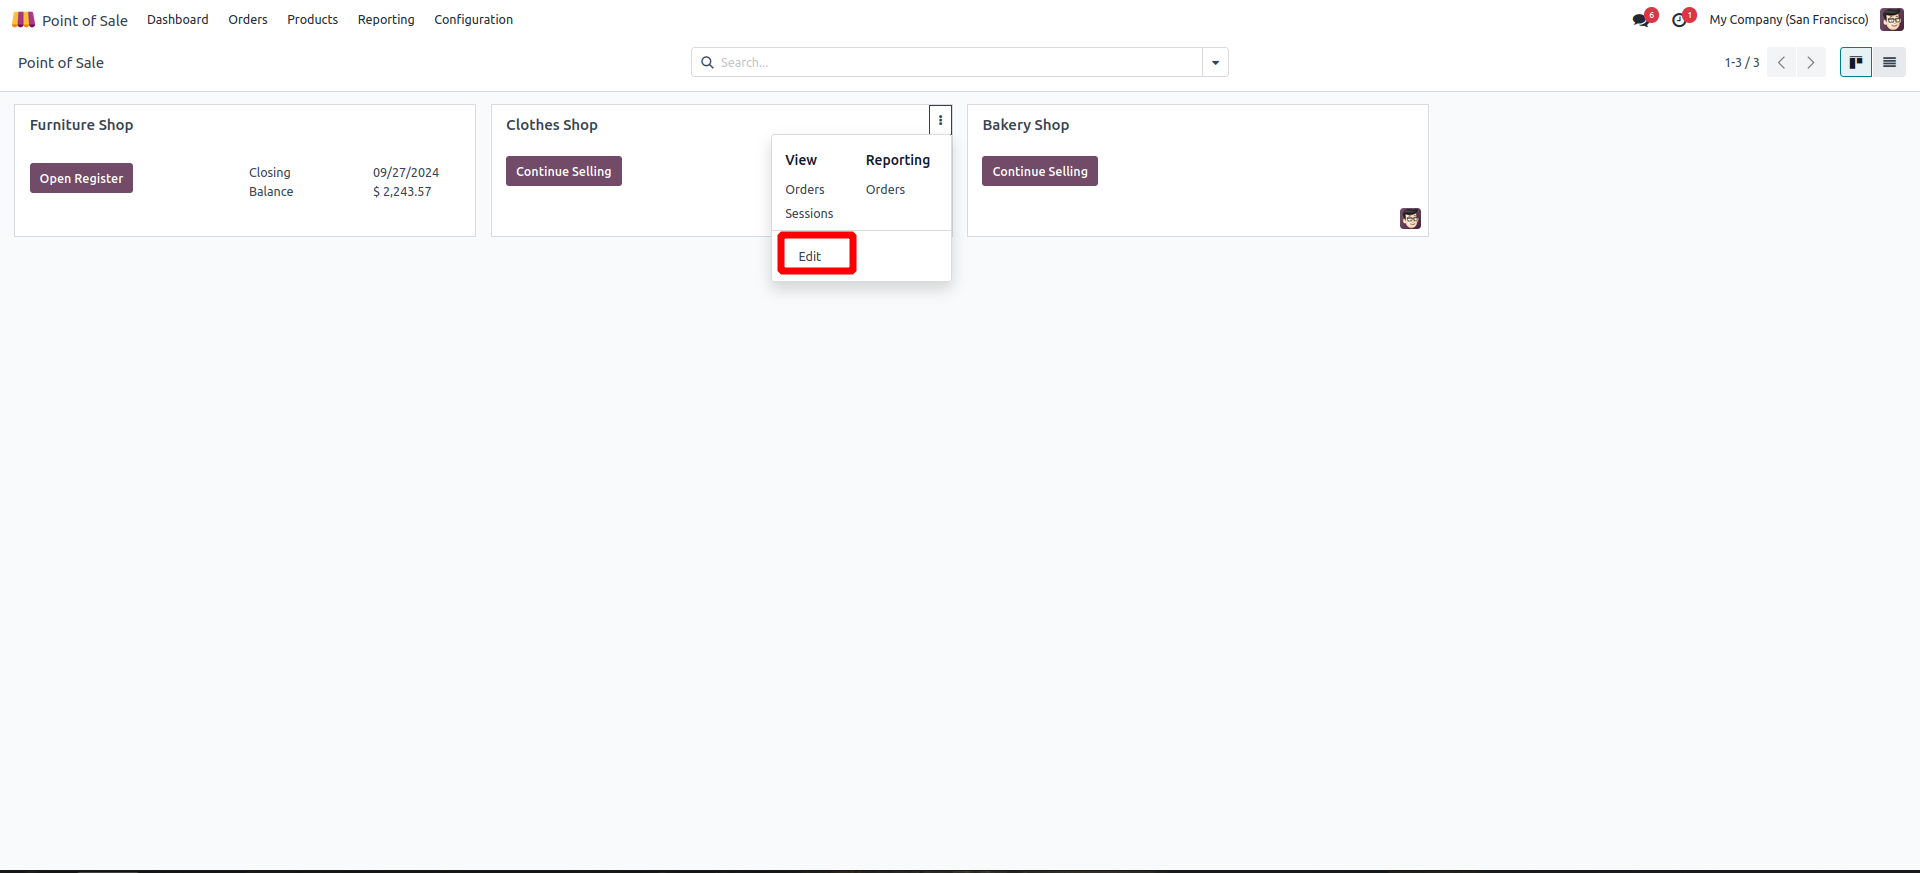 Point of Sale Dashboard Orders Products Reporting Configuration 6 1 My Company (San Francisco)
Point of Sale Search... 1-3 / 3
Furniture Shop
Open Register
Closing 09/27/2024
Balance $ 2,243.57
Clothes Shop
Continue Selling
View Reporting
Orders Orders
Sessions
Edit
Bakery Shop
Continue Selling